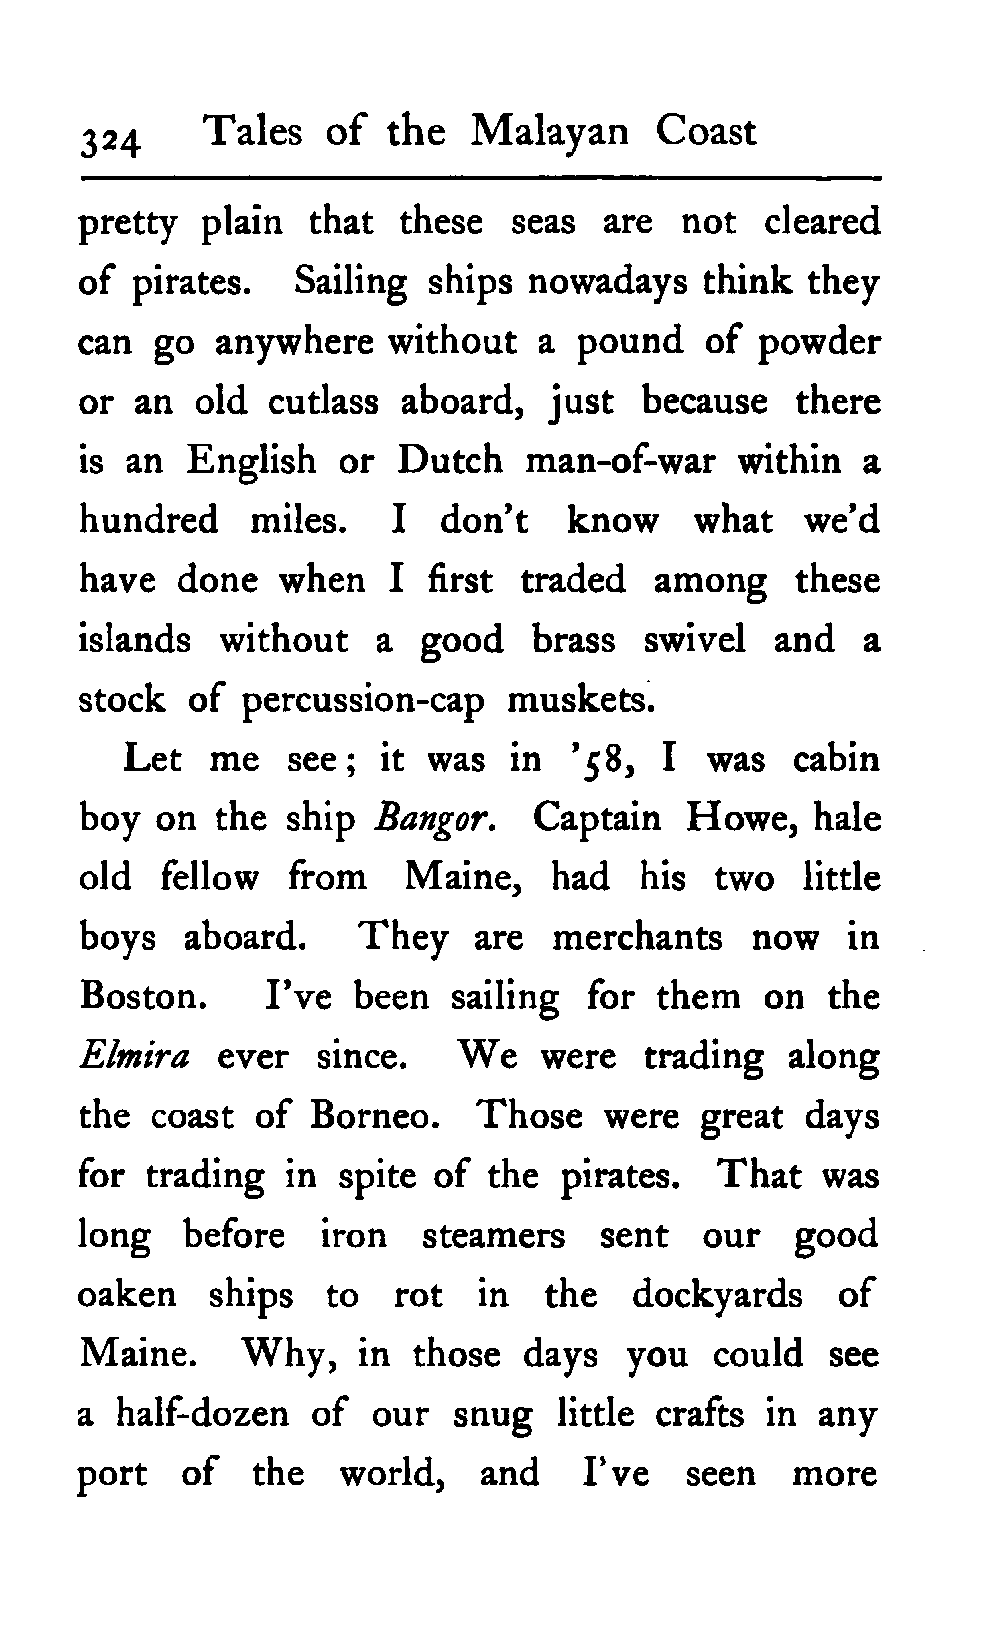 324 Tales of the Malayan Coast
pretty plain that these seas are not cleared
of pirates. Sailing ships nowadays think they
can go anywhere without a pound of powder
or an old cutlass aboard, just because there
is an English or Dutch man-of-war within a
hundred miles. I don't know what we'd
have done when I first traded among these
islands without a good brass swivel and a
stock of percussion-cap muskets.
Let me see; it was in '58, I was cabin
boy on the ship Bangor. Captain Howe, hale
old fellow from Maine, had his two little
boys aboard. They are merchants now in
Boston. I've been sailing for them on the
Elmira ever since. We were trading along
the coast of Borneo. Those were great days
for trading in spite of the pirates. That was
long before iron steamers sent our good
oaken ships to rot in the dockyards of
Maine. Why, in those days you could see
a half-dozen of our snug little crafts in any
port of the world, and I've seen more